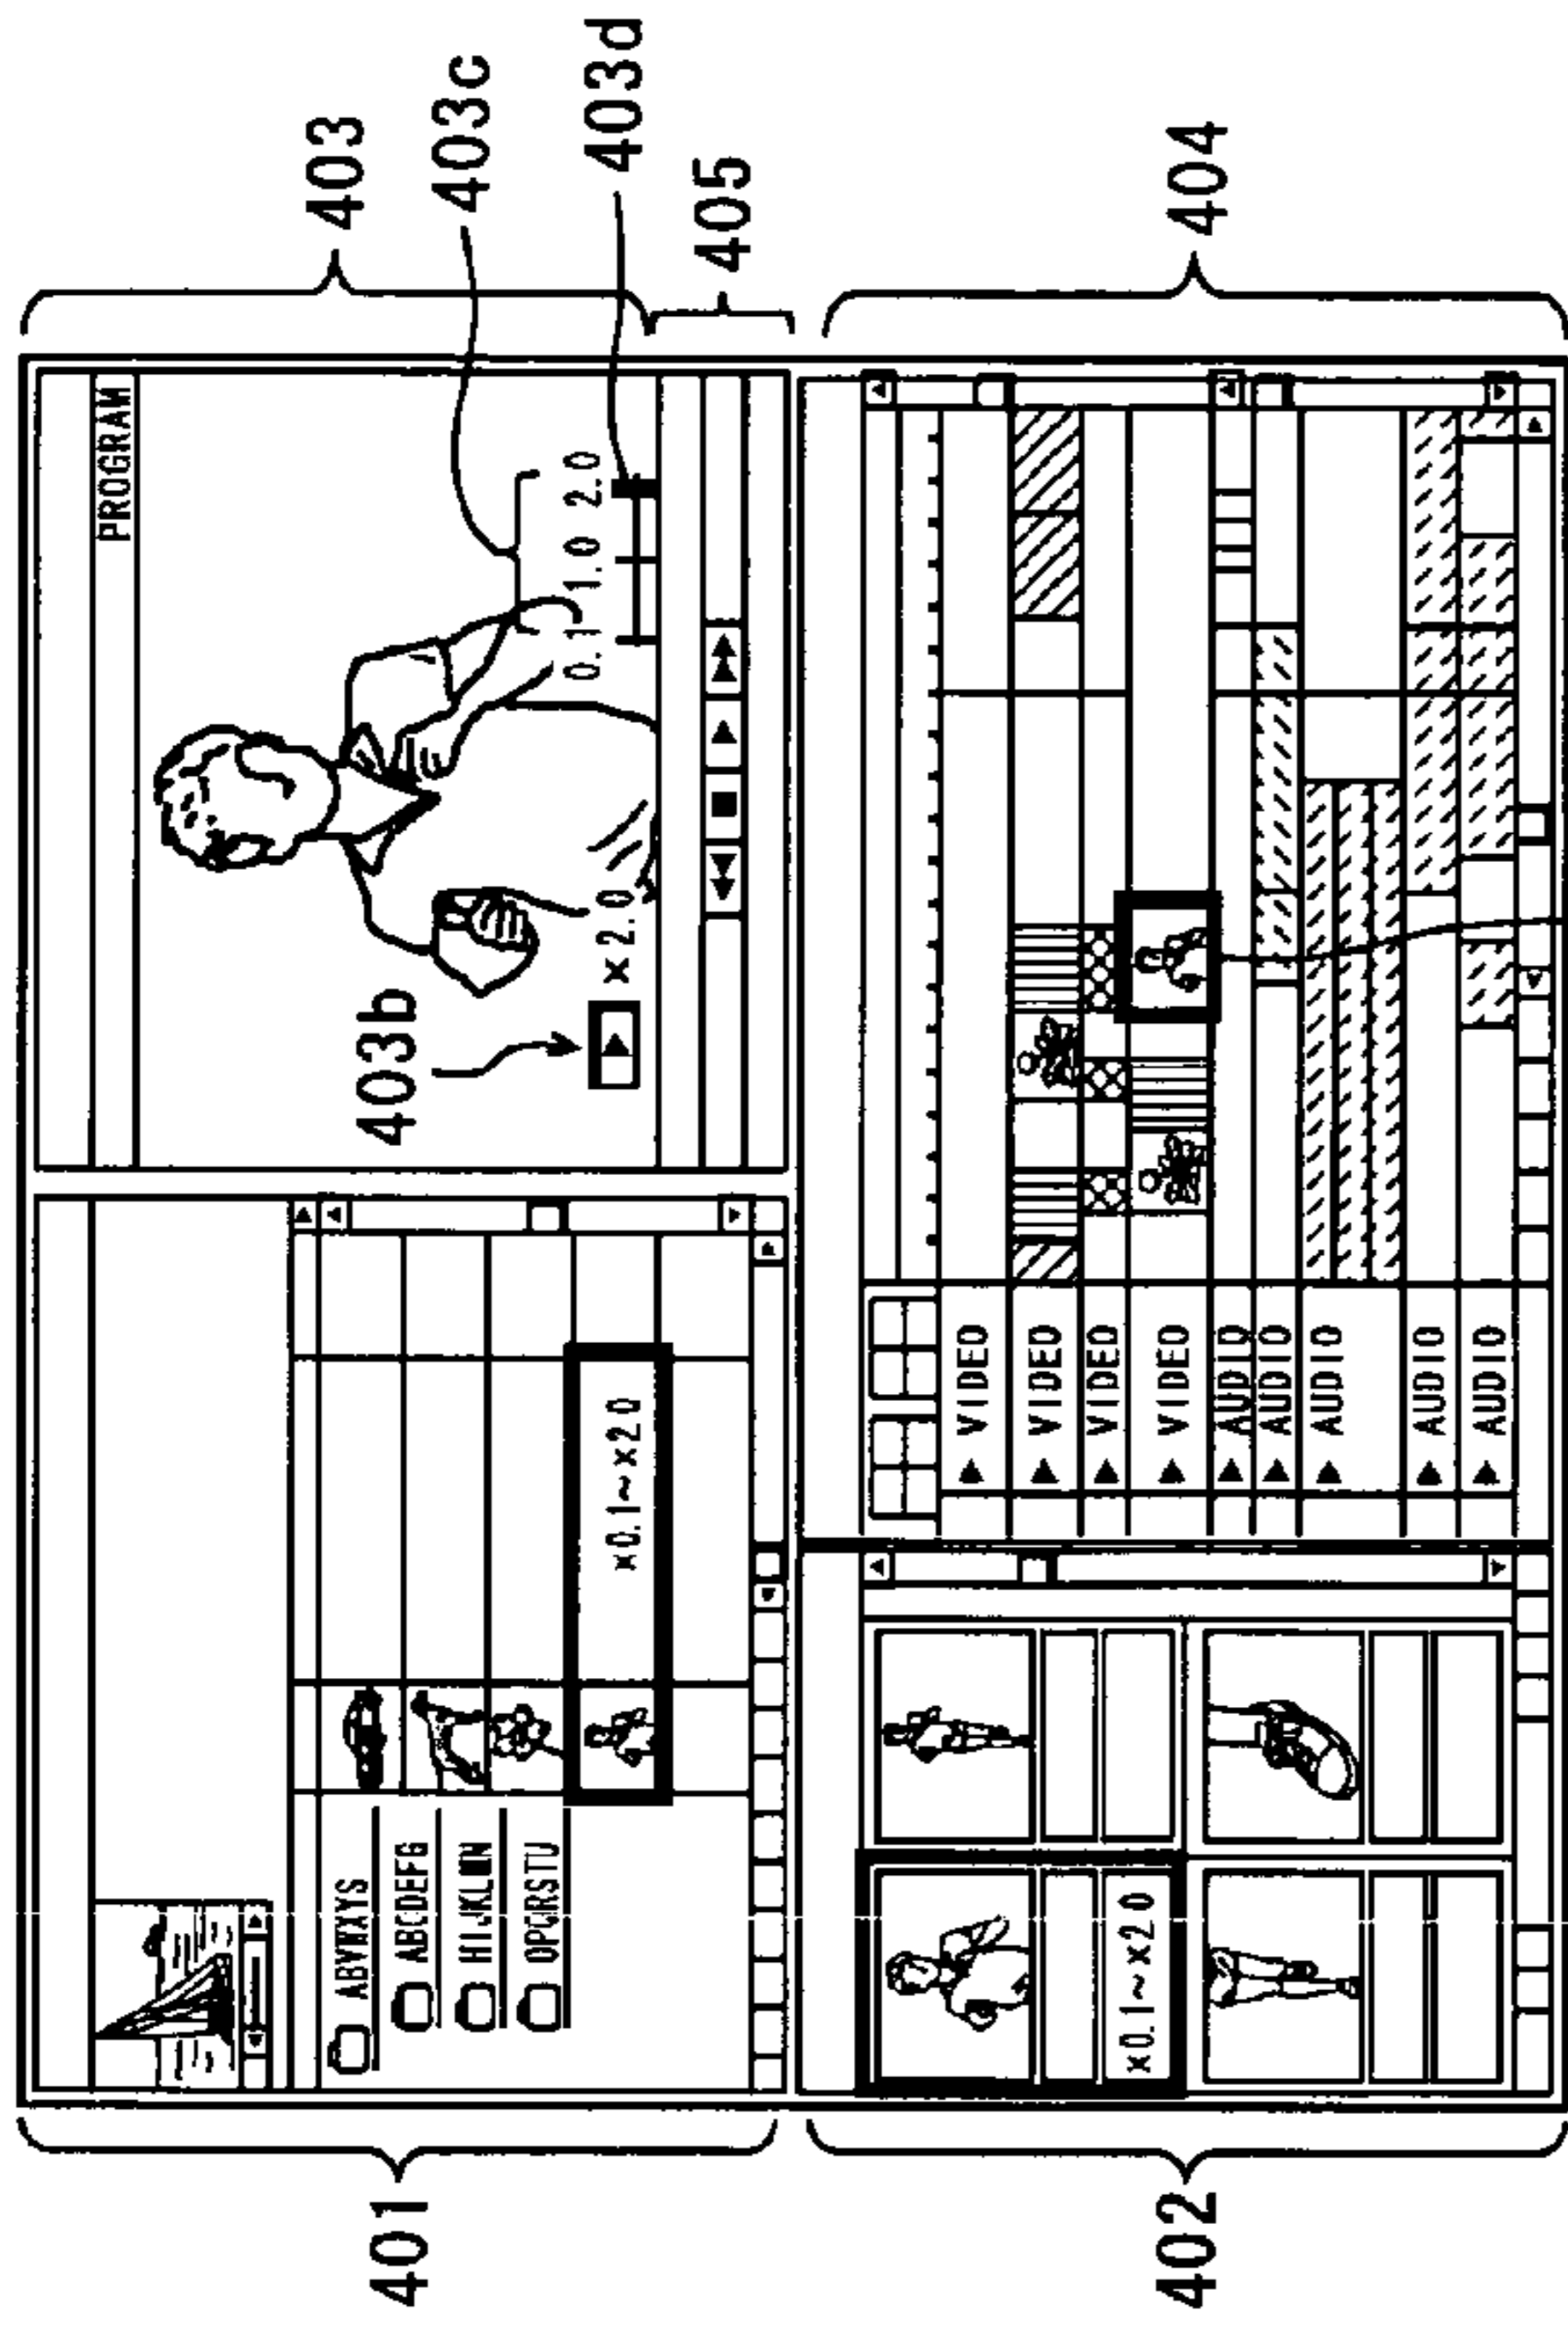 401
ABVWXYS
ABCDEFG
HIJKLMN
OPQRSTU
×0.1~×2.0
PROGRAM
403b
×2.0
0.1 1.0 2.0
403
403c
403d
405
402
×0.1~×2.0
VIDEO
VIDEO
VIDEO
VIDEO
AUDIO
AUDIO
AUDIO
AUDIO
AUDIO
404